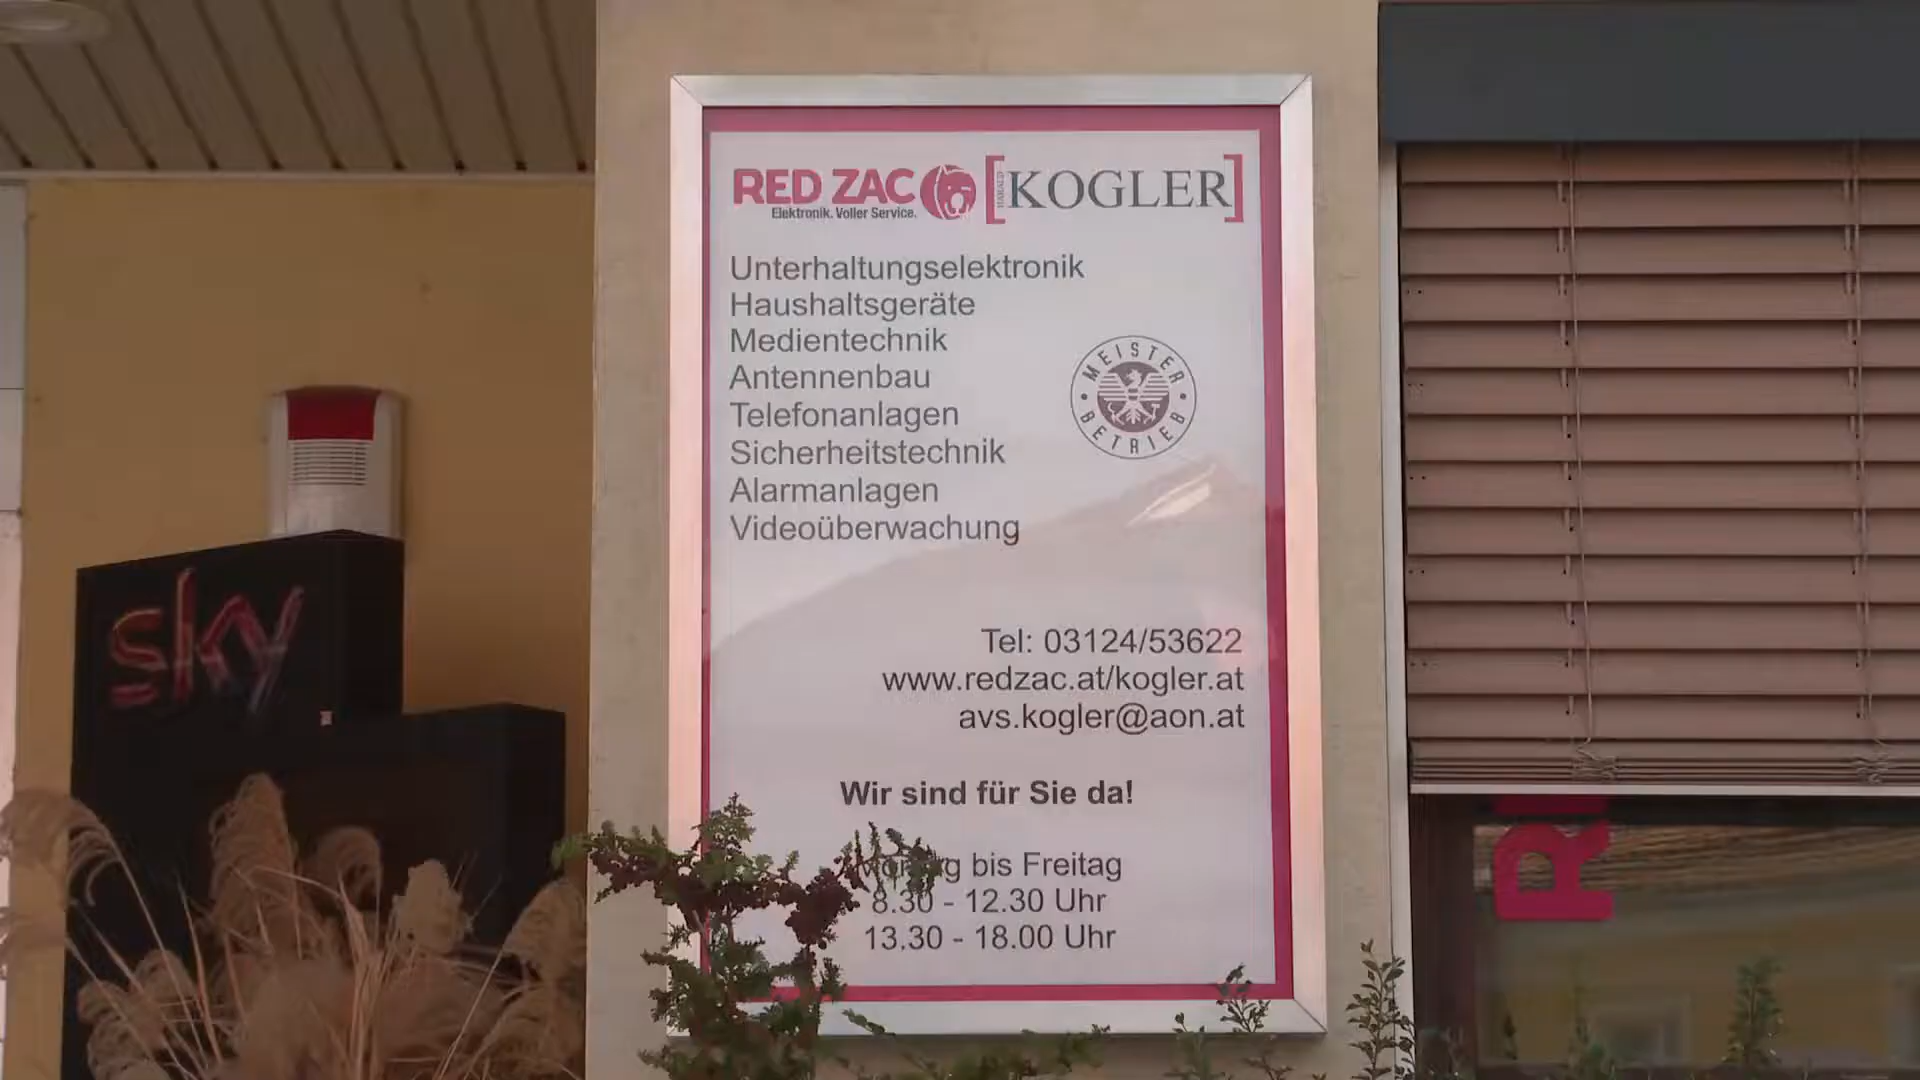 RED ZAC
Elektronik. Voller Service.
[HARALD KOGLER]
Unterhaltungselektronik
Haushaltsgeräte
Medientechnik
Antennenbau
Telefonanlagen
Sicherheitstechnik
Alarmanlagen
Videoüberwachung
MEISTER
BETRIEB
Tel: 03124/53622
www.redzac.at/kogler.at
avs.kogler@aon.at
Wir sind für Sie da!
Montag bis Freitag
8.30 - 12.30 Uhr
13.30 - 18.00 Uhr
sky